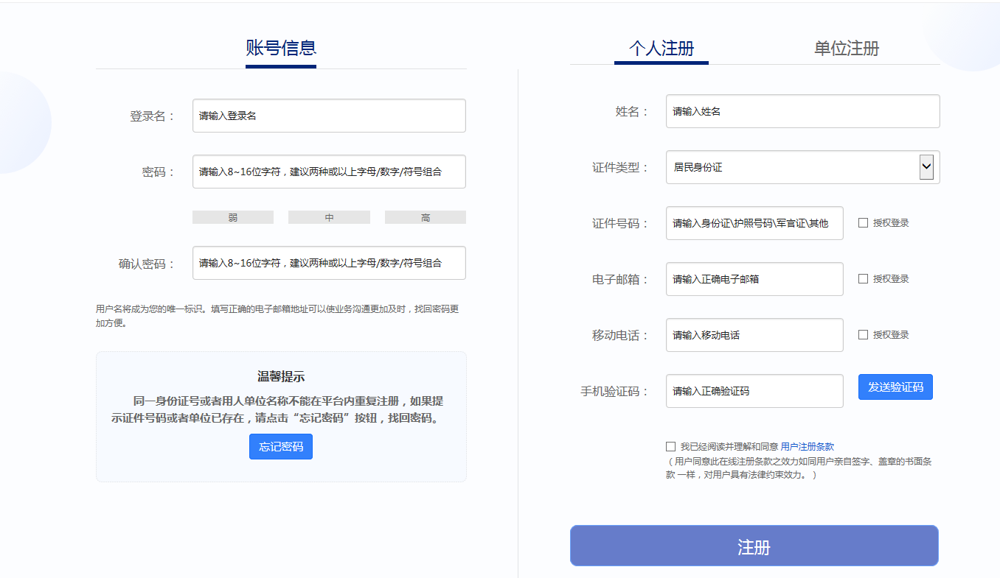 账号信息
登录名：
请输入登录名
密码：
请输入8~16位字符，建议两种或以上字母/数字/符号组合
弱
中
高
确认密码：
请输入8~16位字符，建议两种或以上字母/数字/符号组合
用户名将成为您的唯一标识。填写正确的电子邮箱地址可以使业务沟通更加及时，找回密码更
加方便。
温馨提示
同一身份证号或者用人单位名称不能在平台内重复注册，如果提
示证件号码或者单位已存在，请点击“忘记密码”按钮，找回密码。
忘记密码
个人注册
单位注册
姓名：
请输入姓名
证件类型：
居民身份证
证件号码：
请输入身份证\护照号码\军官证\其他
授权登录
电子邮箱：
请输入正确电子邮箱
授权登录
移动电话：
请输入移动电话
授权登录
手机验证码：
请输入正确验证码
发送验证码
我已经阅读并理解和同意 用户注册条款
（用户同意此在线注册条款之效力如同用户亲自签字、盖章的书面条
款 一样，对用户具有法律约束效力。）
注册